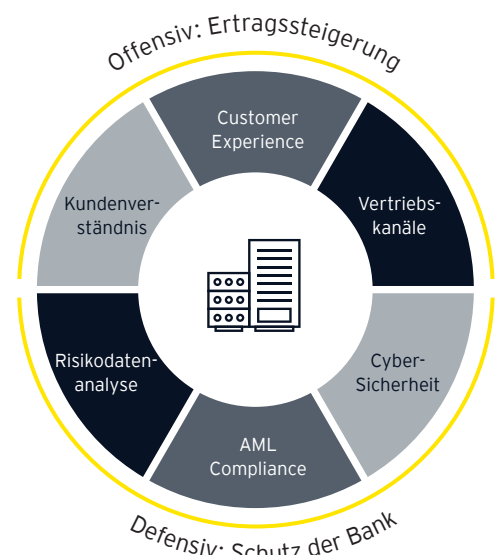 Offensiv: Ertragssteigerung
Customer
Experience
Kundenver-
ständnis
Vertriebs-
kanäle
Risikodaten-
analyse
Cyber-
Sicherheit
AML
Compliance
Defensiv: Schutz der Bank